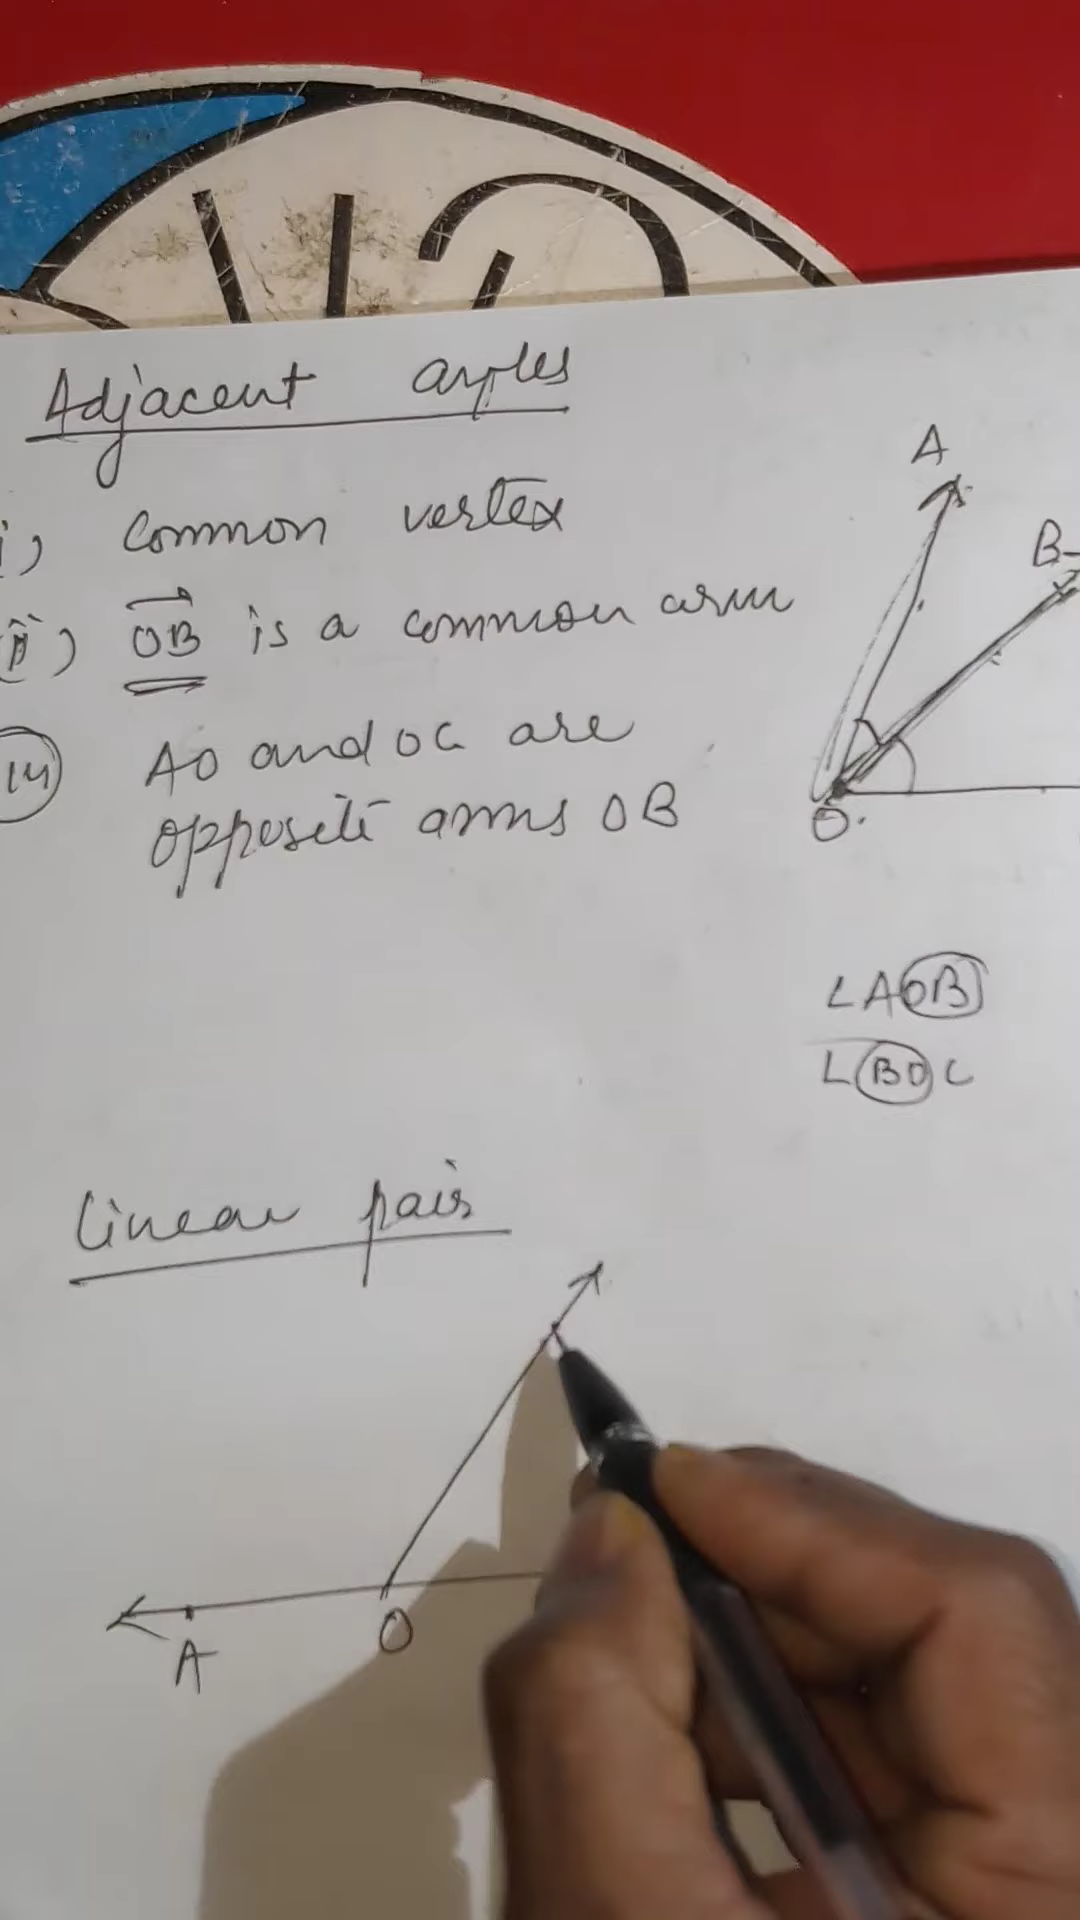 Adjacent angles
i) Common vertex
ii) OB is a common arm
iii AO and OC are
opposite arms OB
A
B
O
∠AOB
∠BOC
Linear pair
A
O